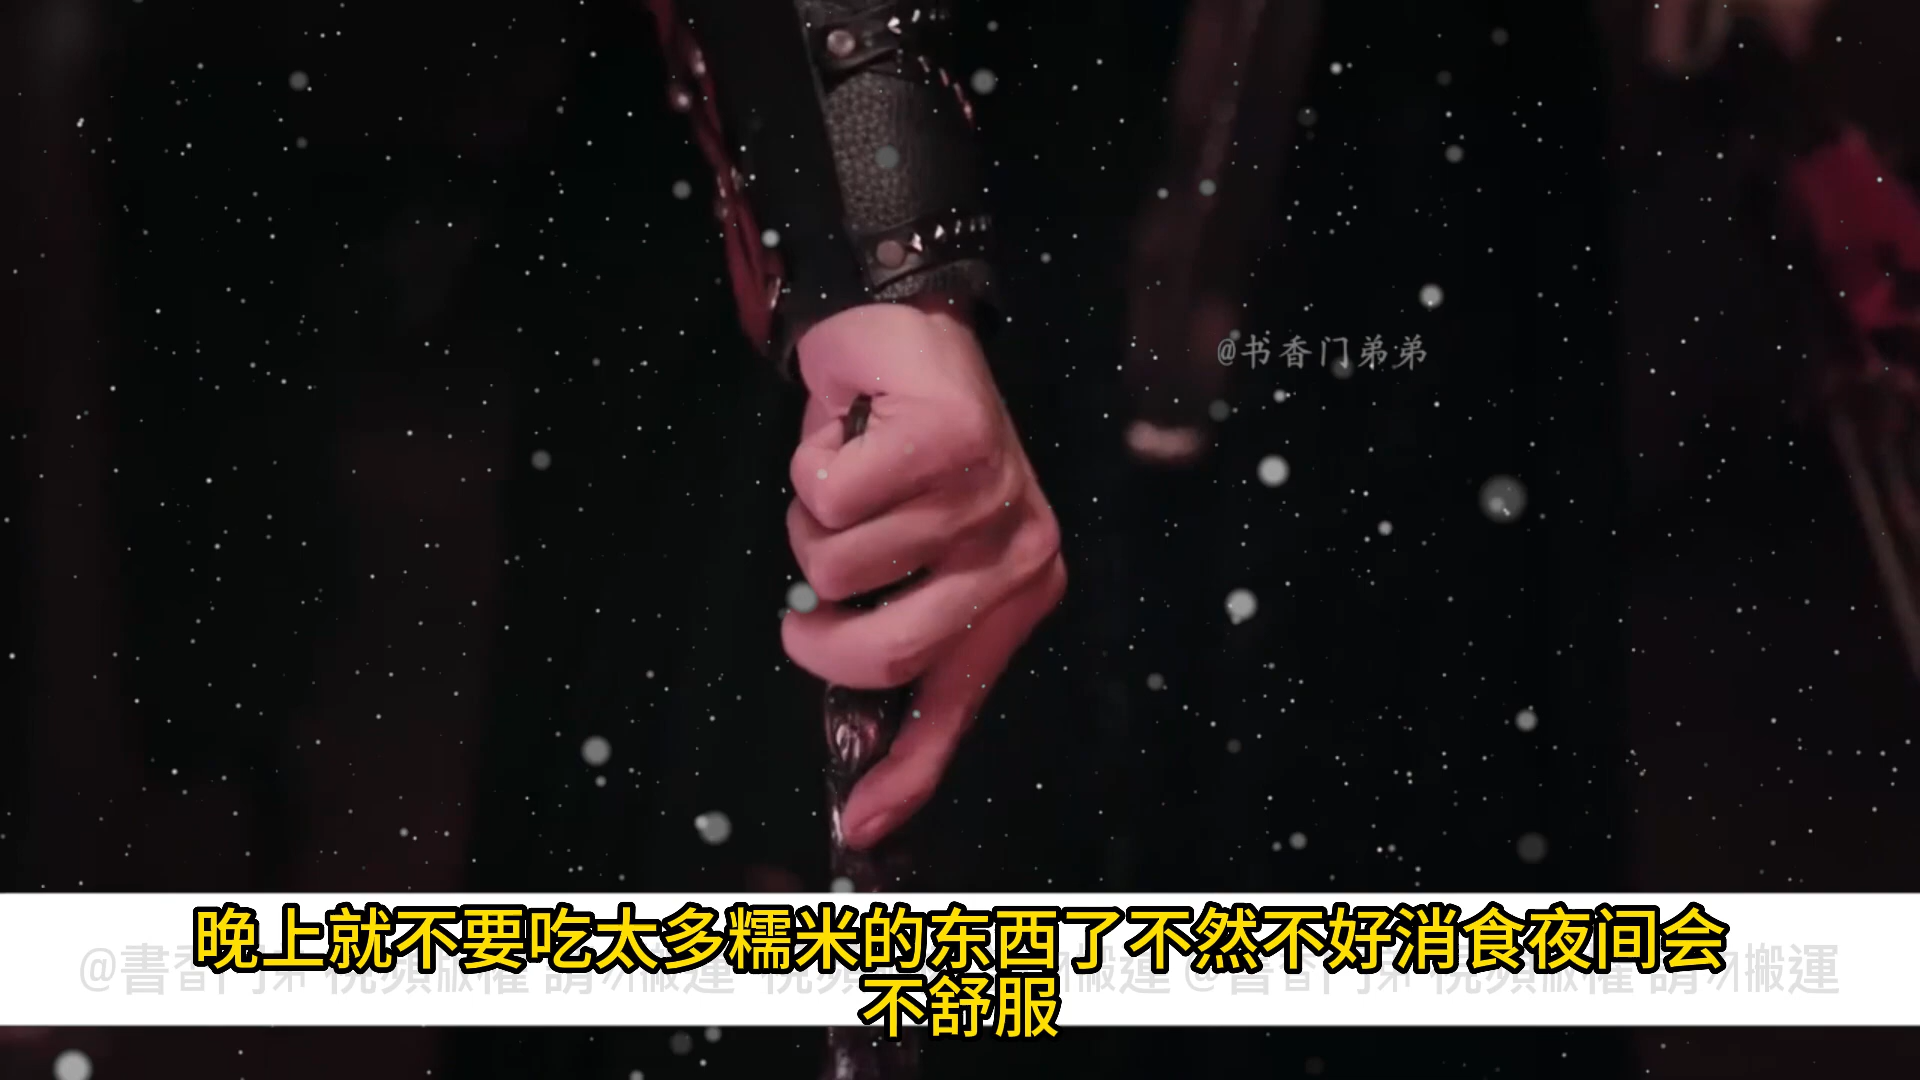 @书香门弟弟
晚上就不要吃太多糯米的东西了不然不好消食夜间会
不舒服